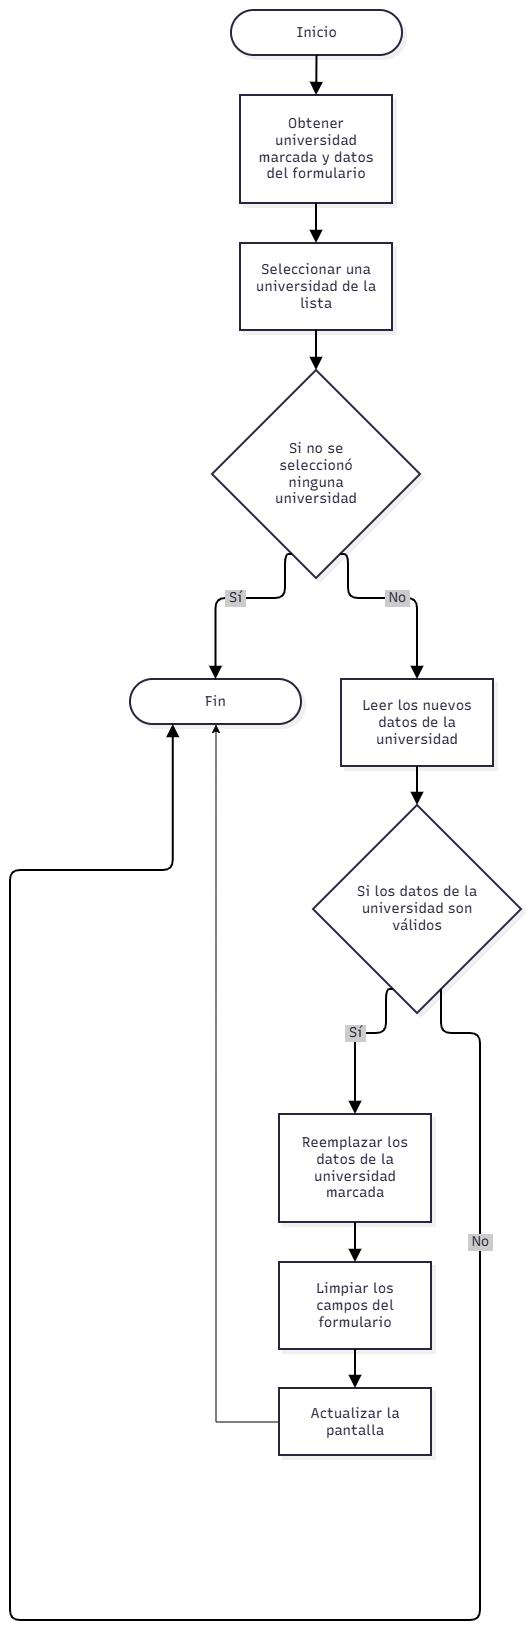 Inicio
Obtener
universidad
marcada y datos
del formulario
Seleccionar una
universidad de la
lista
Si no se
seleccionó
ninguna
universidad
Sí
No
Fin
Leer los nuevos
datos de la
universidad
Si los datos de la
universidad son
válidos
Sí
Reemplazar los
datos de la
universidad
marcada
No
Limpiar los
campos del
formulario
Actualizar la
pantalla